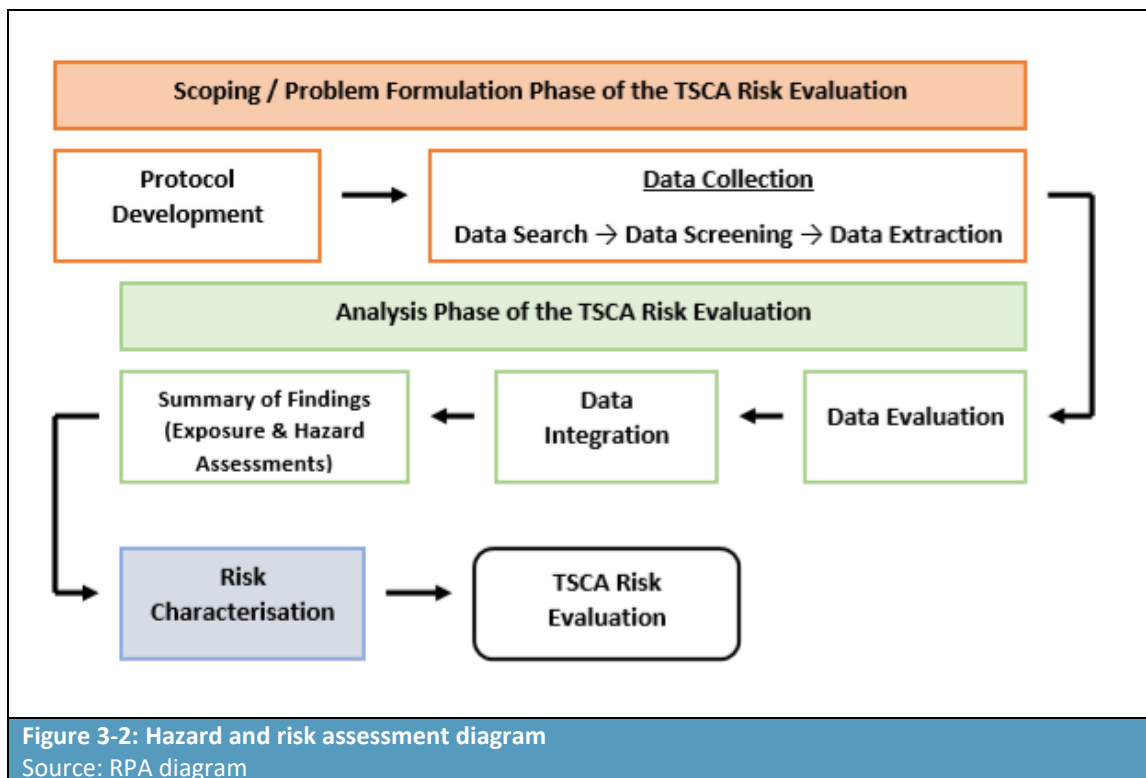 Scoping / Problem Formulation Phase of the TSCA Risk Evaluation
Protocol
Development
Data Collection
Data Search → Data Screening → Data Extraction
Analysis Phase of the TSCA Risk Evaluation
Summary of Findings
(Exposure & Hazard
Assessments)
Data
Integration
Data Evaluation
Risk
Characterisation
TSCA Risk
Evaluation
Figure 3-2: Hazard and risk assessment diagram
Source: RPA diagram